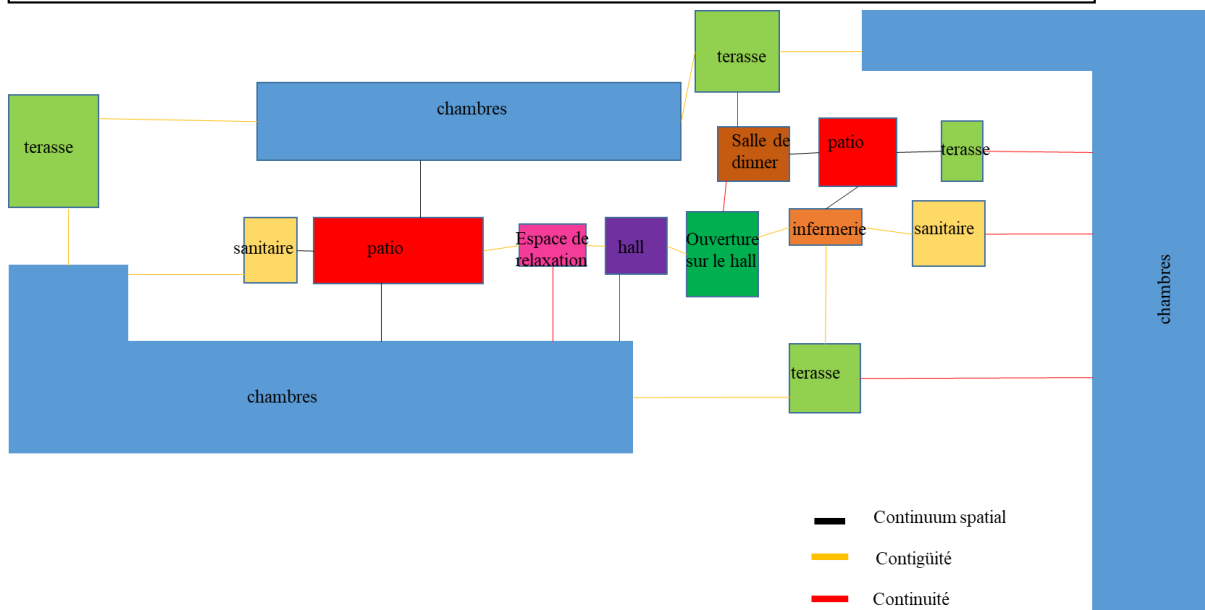 terasse
chambres
terasse
Salle de
dinner
patio
terasse
sanitaire
patio
Espace de
relaxation
hall
Ouverture
sur le hall
infermerie
sanitaire
chambres
terasse
chambres
Continuum spatial
Contigüité
Continuité